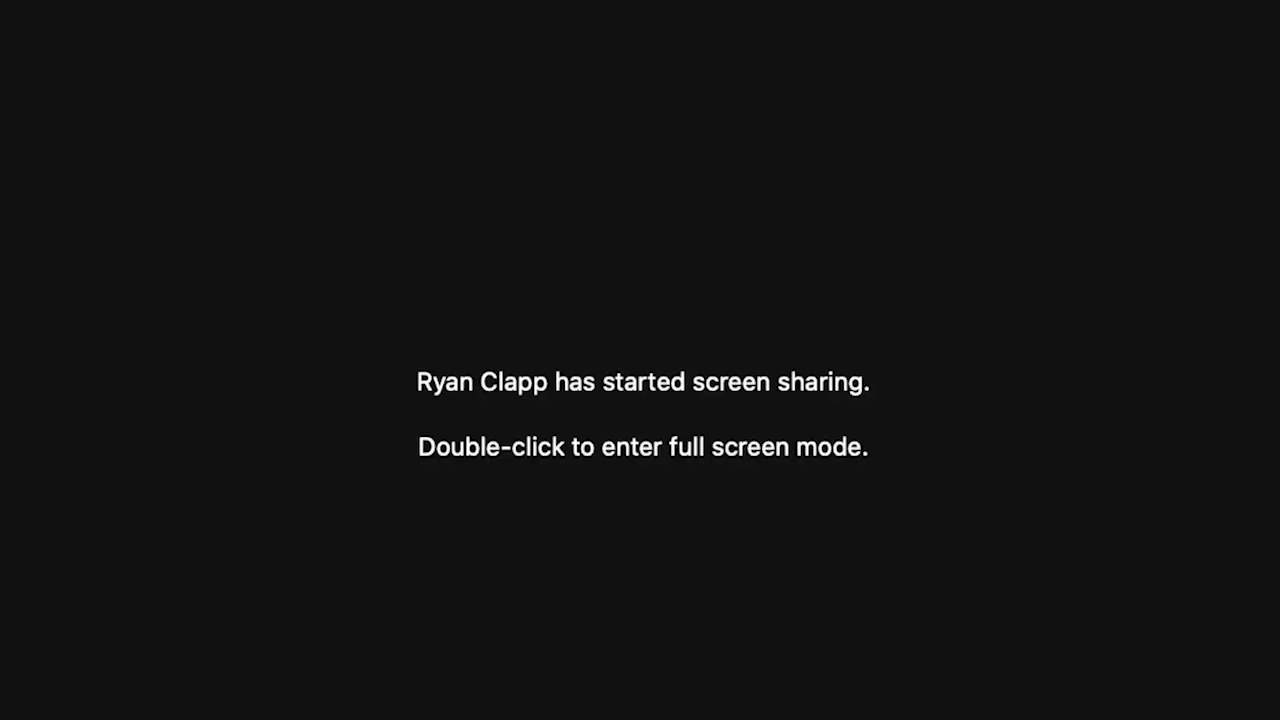 Ryan Clapp has started screen sharing.
Double-click to enter full screen mode.